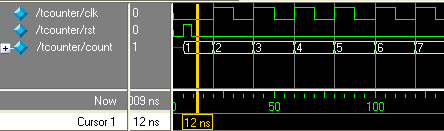 /tcounter/clk 0
/tcounter/rst 0
/tcounter/count 1 1 2 3 4 5 6 7
Now 009 ns 50 100
Cursor 1 12 ns 12 ns